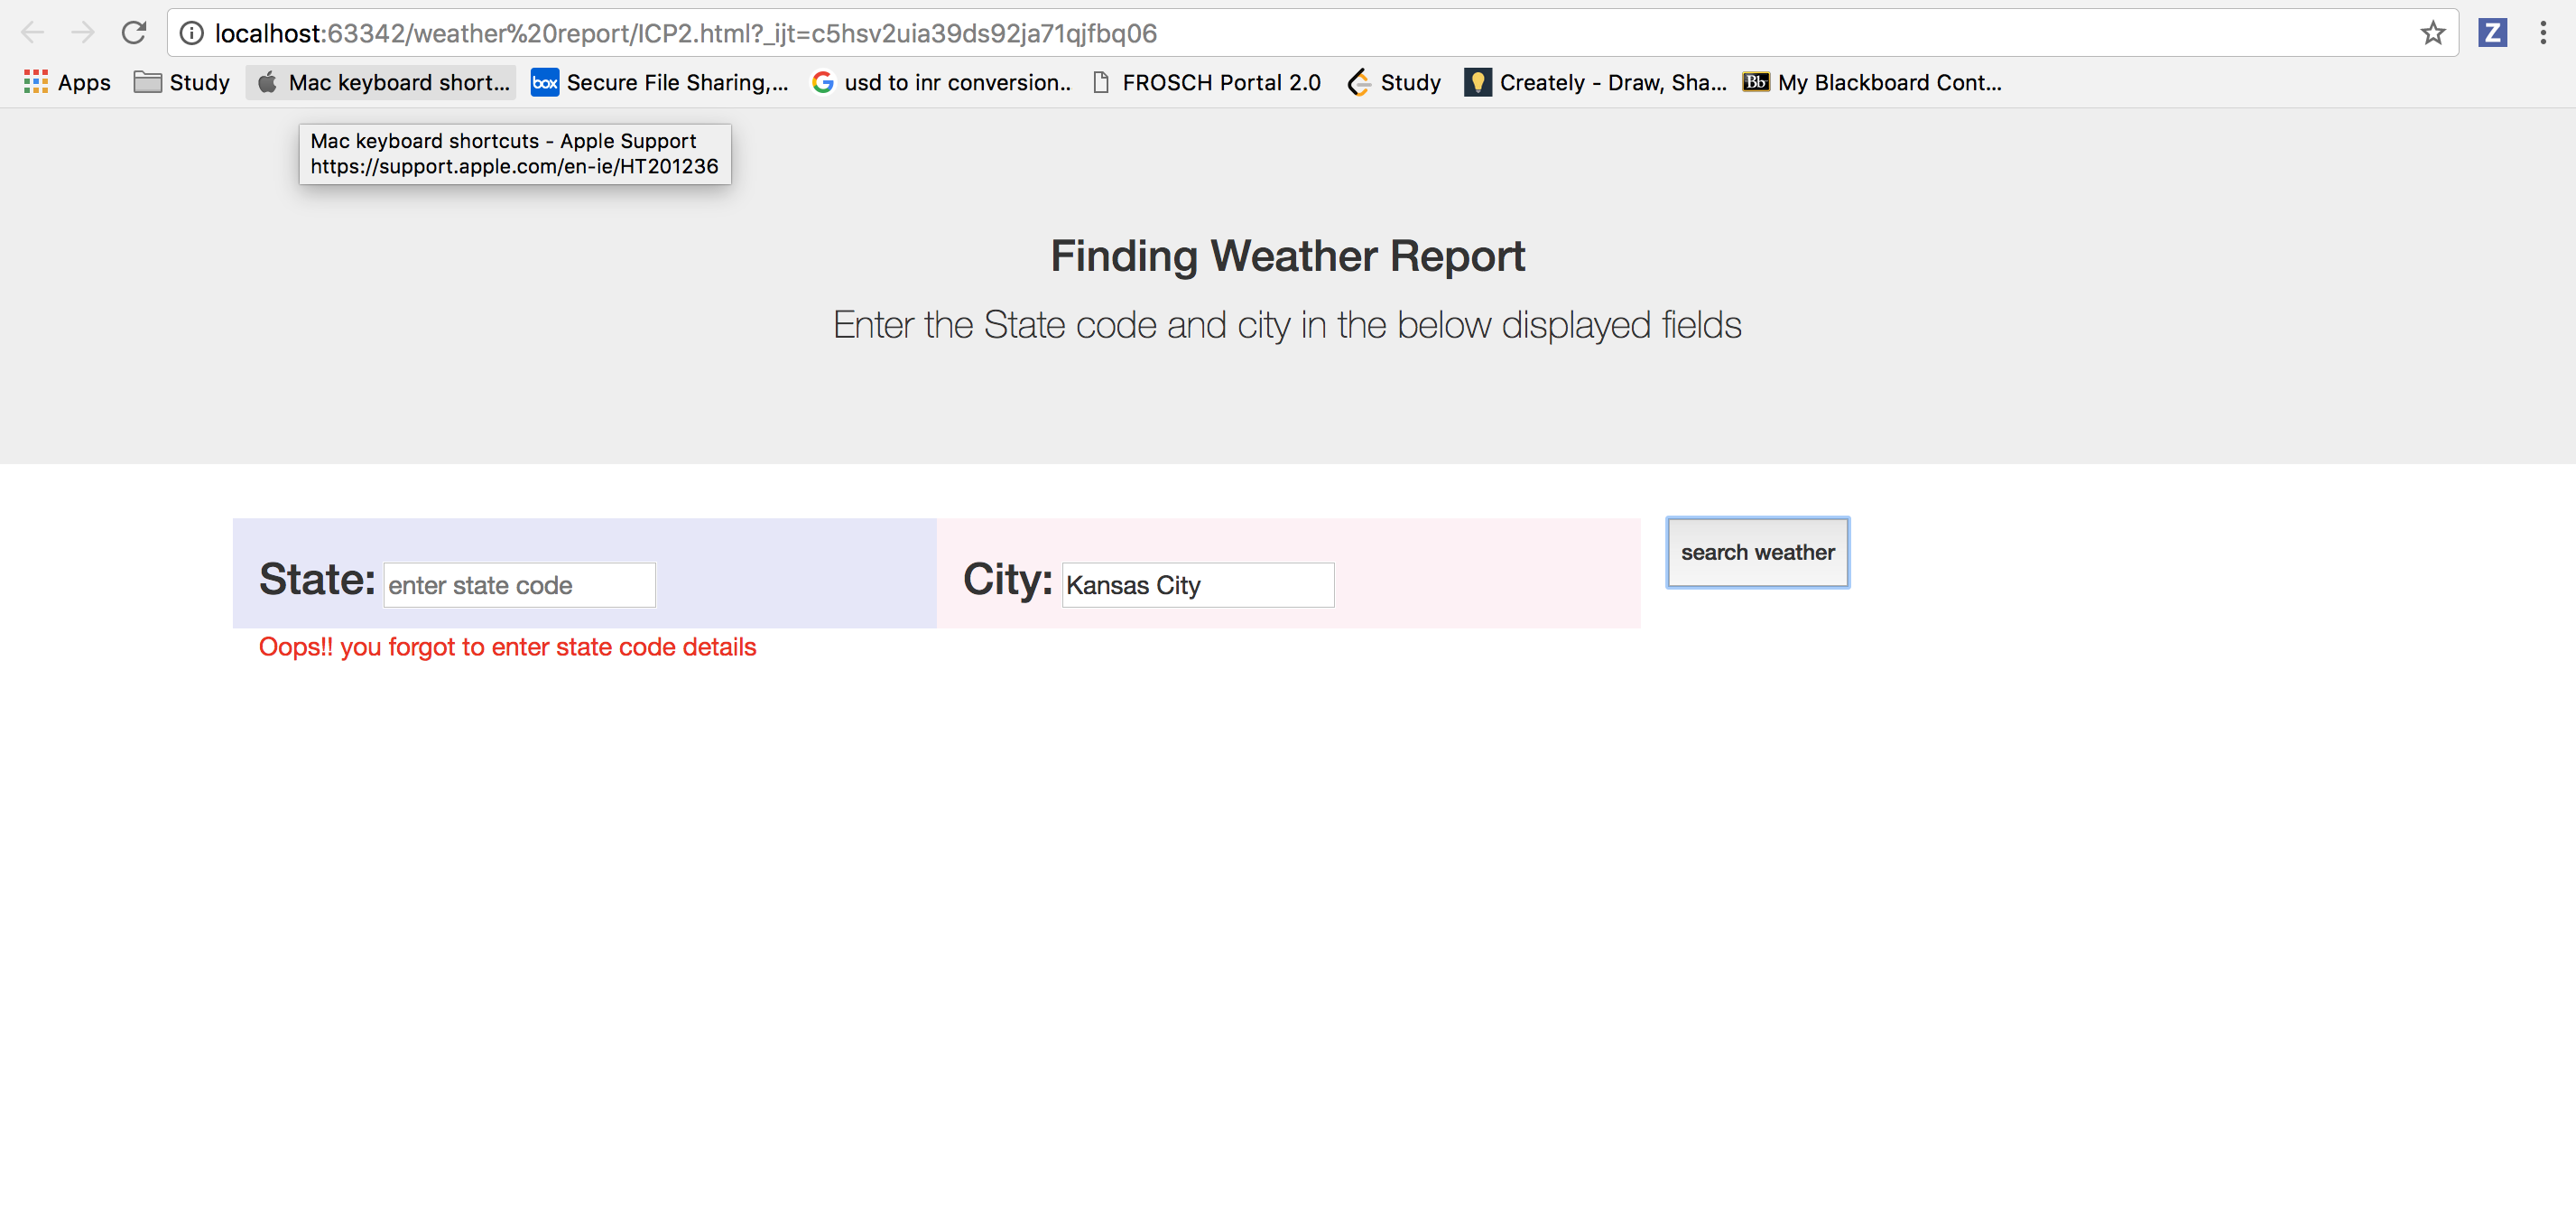 localhost:63342/weather%20report/ICP2.html?_ijt=c5hsv2uia39ds92ja71qjfbq06
Z
Apps Study Mac keyboard short... box Secure File Sharing,... G usd to inr conversion.. FROSCH Portal 2.0 Study Creately - Draw, Sha... Bb My Blackboard Cont...
Mac keyboard shortcuts - Apple Support
https://support.apple.com/en-ie/HT201236
Finding Weather Report
Enter the State code and city in the below displayed fields
State: enter state code City: Kansas City search weather
Oops!! you forgot to enter state code details